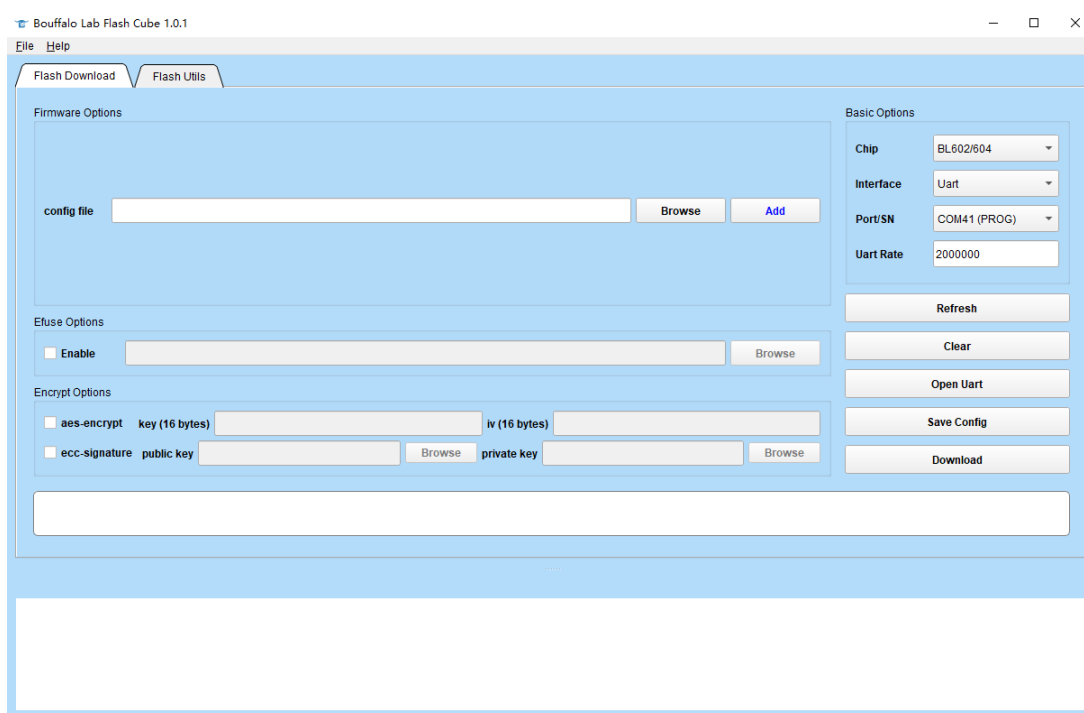 Bouffalo Lab Flash Cube 1.0.1
File Help
Flash Download Flash Utils
Firmware Options
config file Browse Add
Efuse Options
Enable Browse
Encrypt Options
aes-encrypt key (16 bytes) iv (16 bytes)
ecc-signature public key Browse private key Browse
Basic Options
Chip BL602/604
Interface Uart
Port/SN COM41 (PROG)
Uart Rate 2000000
Refresh
Clear
Open Uart
Save Config
Download